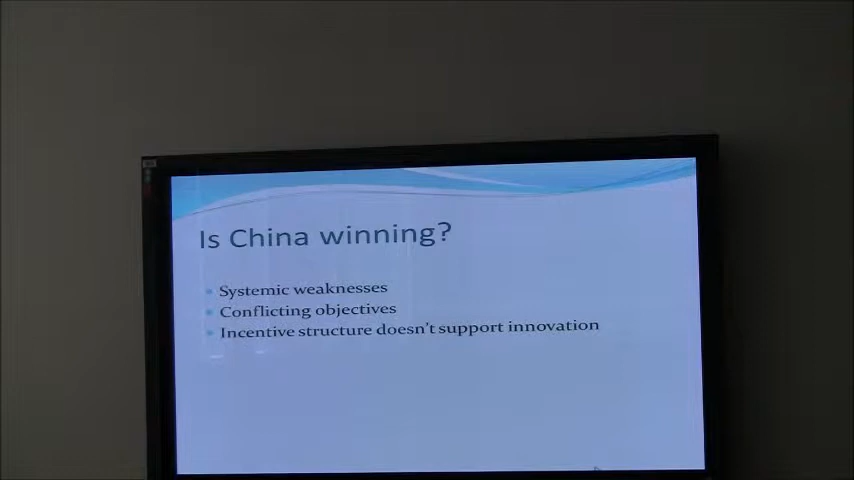 Is China winning?
Systemic weaknesses
Conflicting objectives
Incentive structure doesn't support innovation